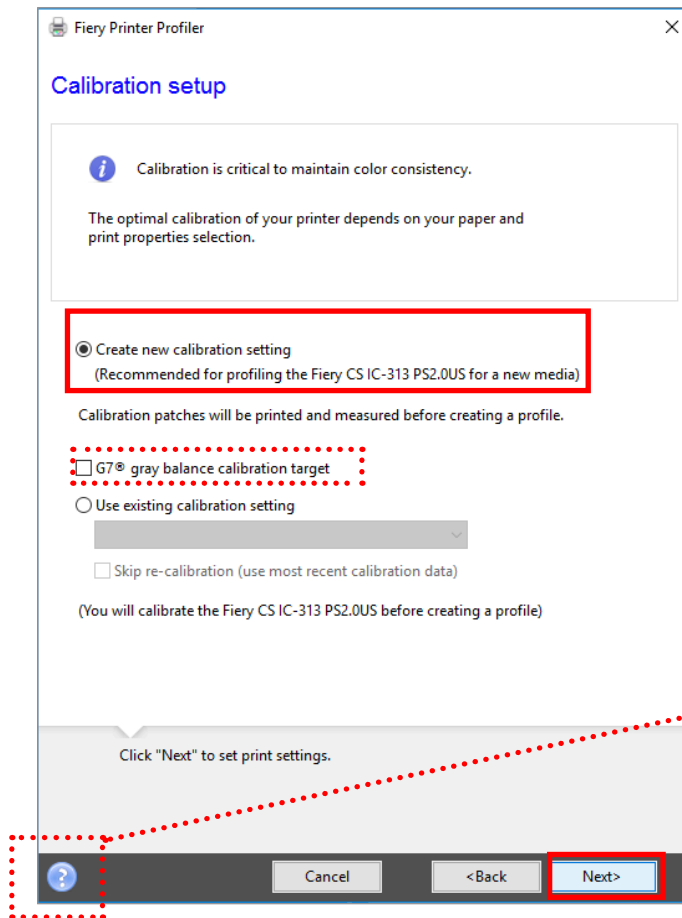 Fiery Printer Profiler
Calibration setup
Calibration is critical to maintain color consistency.
The optimal calibration of your printer depends on your paper and
print properties selection.
Create new calibration setting
(Recommended for profiling the Fiery CS IC-313 PS2.0US for a new media)
Calibration patches will be printed and measured before creating a profile.
G7® gray balance calibration target
Use existing calibration setting
Skip re-calibration (use most recent calibration data)
(You will calibrate the Fiery CS IC-313 PS2.0US before creating a profile)
Click "Next" to set print settings.
Cancel
<Back
Next>